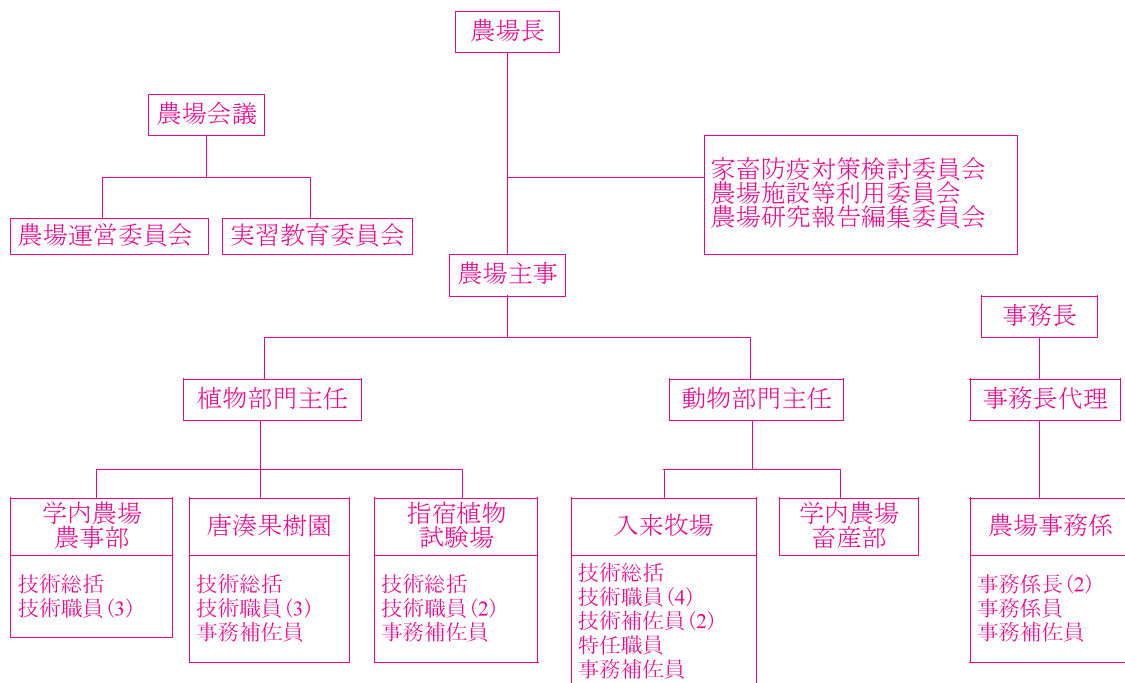 農場長
農場会議
農場運営委員会
実習教育委員会
家畜防疫対策検討委員会
農場施設等利用委員会
農場研究報告編集委員会
農場主事
事務長
植物部門主任
動物部門主任
事務長代理
学内農場
農事部
技術総括
技術職員(3)
唐湊果樹園
技術総括
技術職員(3)
事務補佐員
指宿植物
試験場
技術総括
技術職員(2)
事務補佐員
入来牧場
技術総括
技術職員(4)
技術補佐員(2)
特任職員
事務補佐員
学内農場
畜産部
農場事務係
事務係長(2)
事務係員
事務補佐員